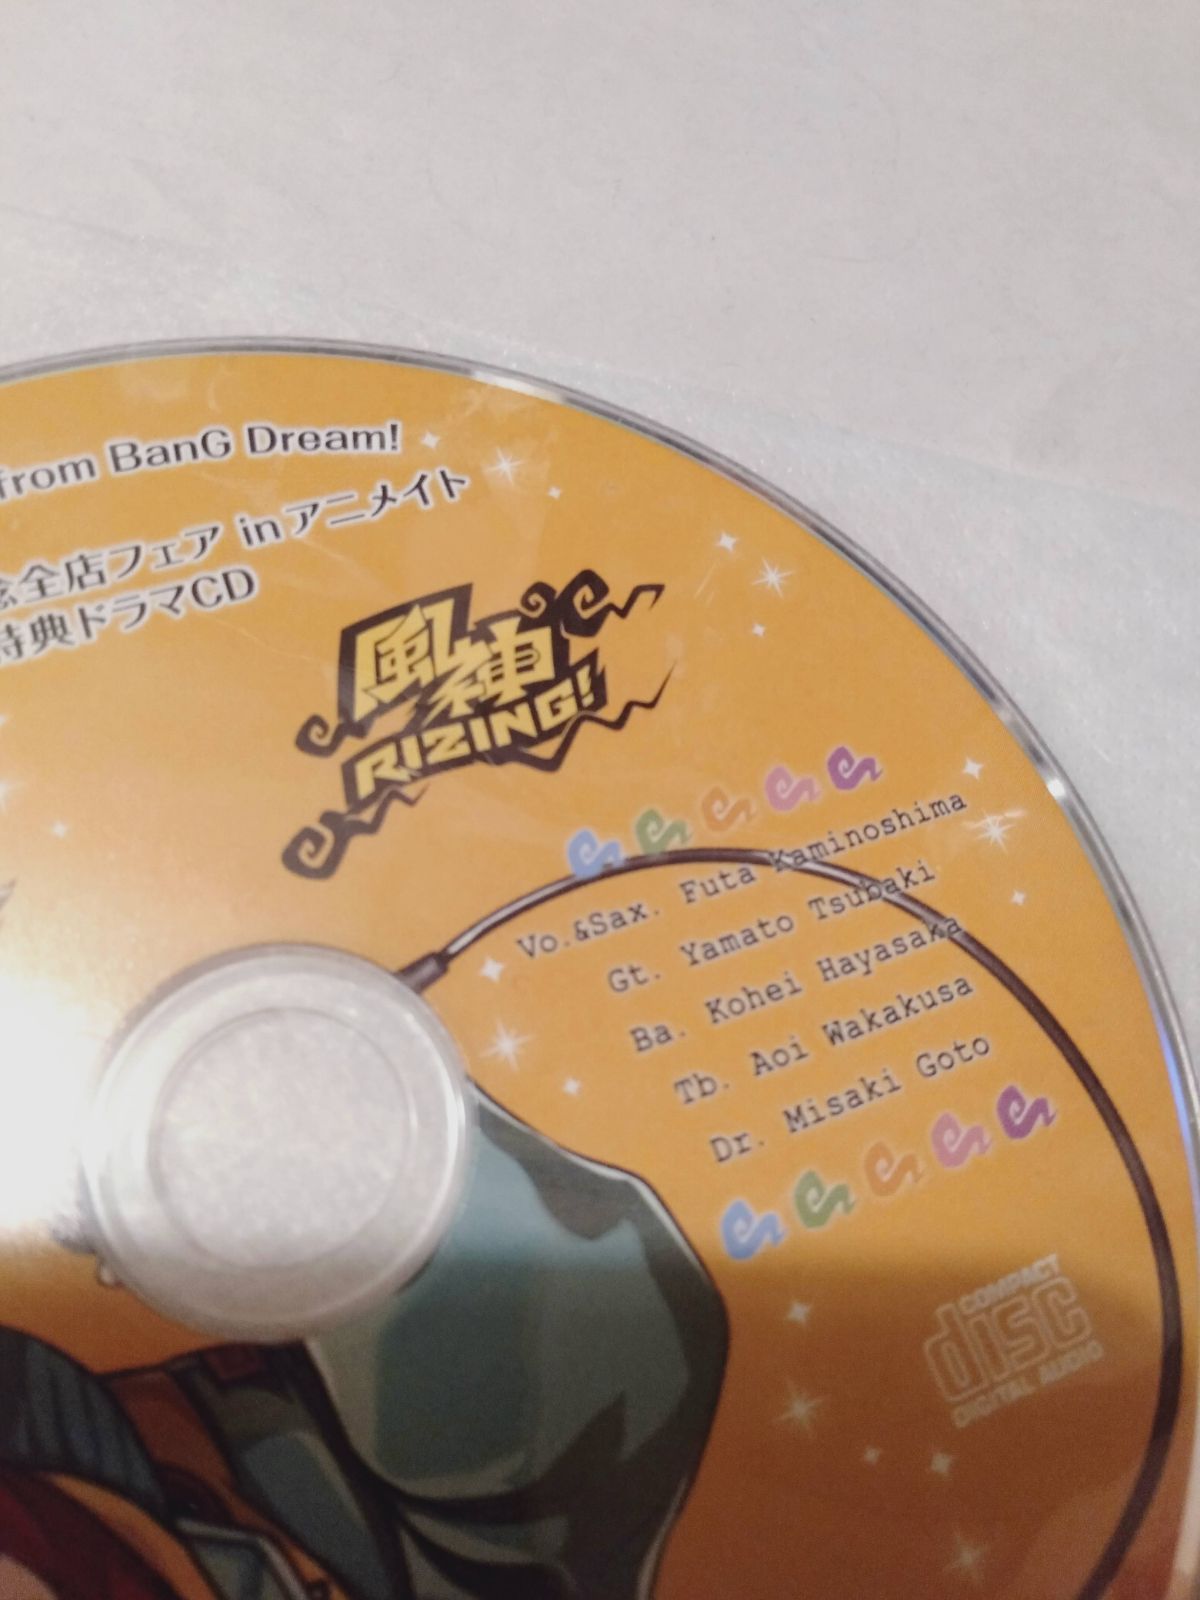 from BanG Dream!
念全店フェア inアニメイト
特典ドラマCD
風神
RIZING!
Vo.&Sax. Futa Kaminoshima
Gt. Yamato Tsubaki
Ba. Kohei Hayasaka
Tb. Aoi Wakakusa
Dr. Misaki Goto
COMPACT
disc
DIGITAL AUDIO